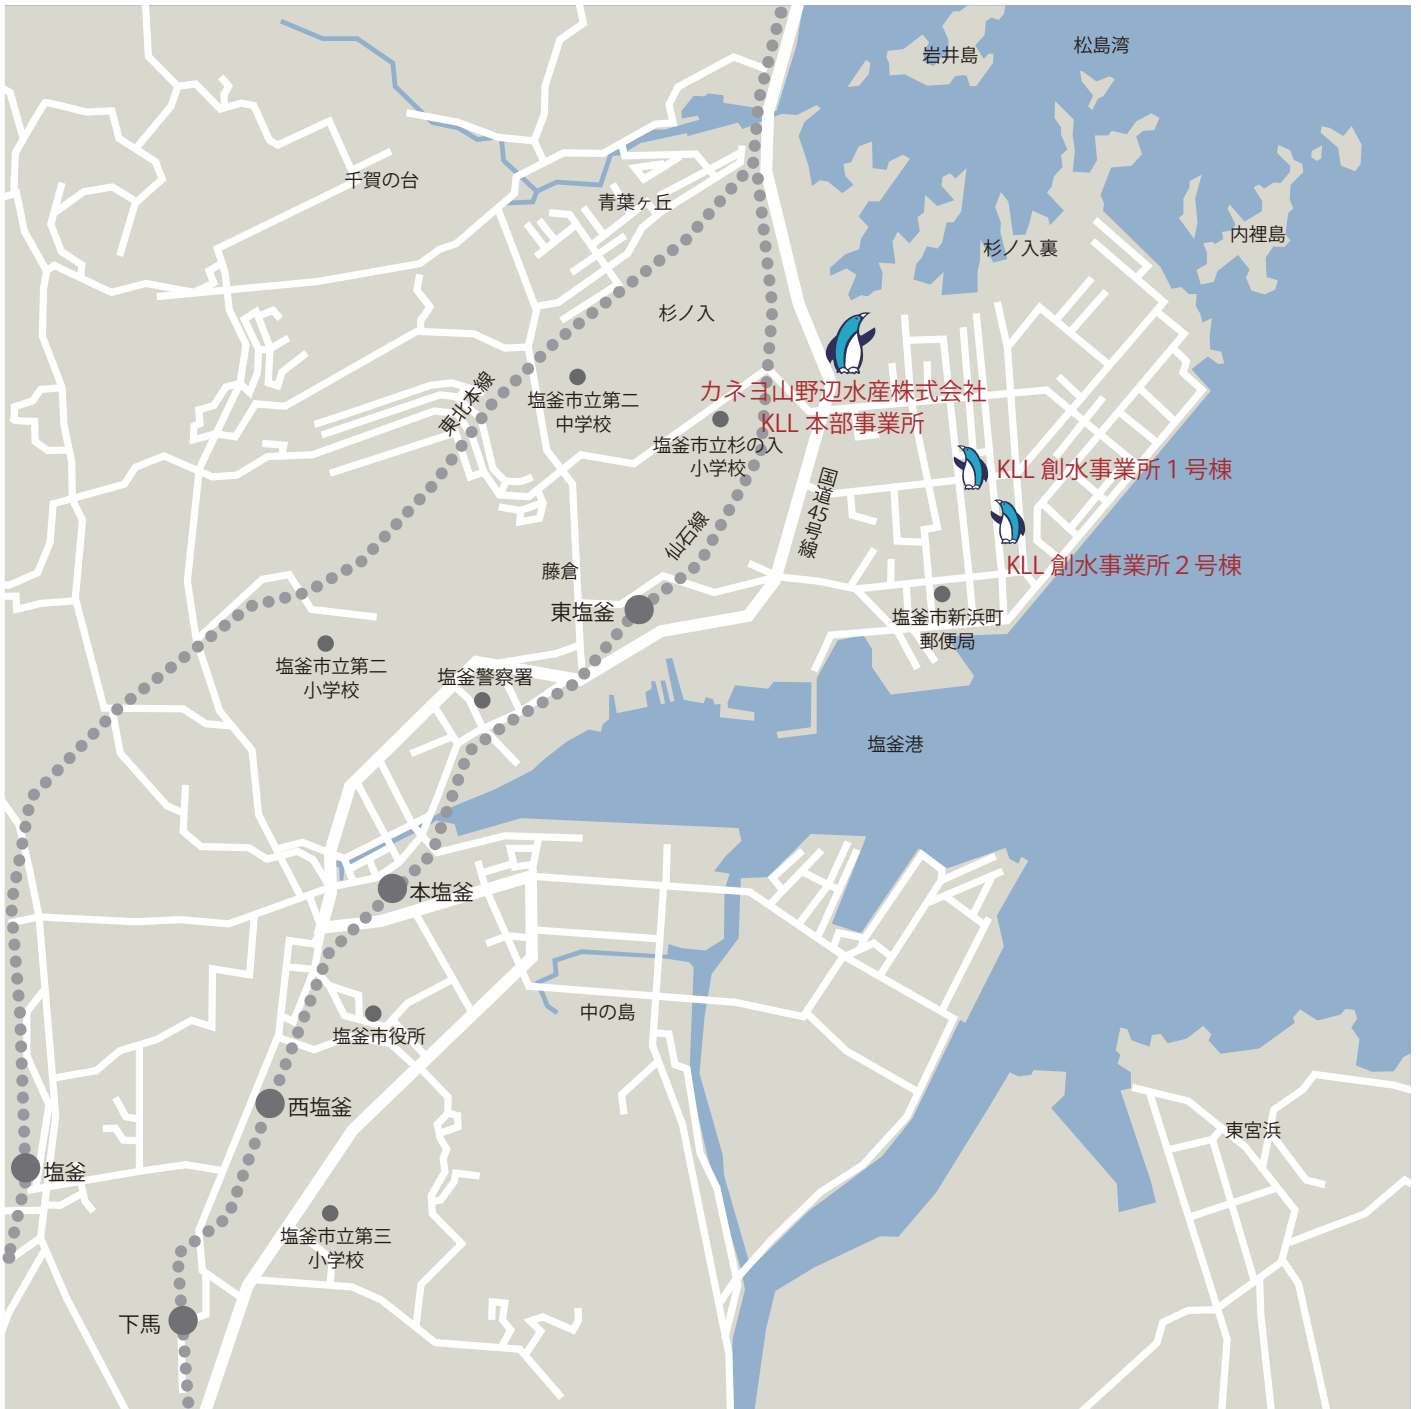 岩井島
松島湾
千賀の台
青葉ヶ丘
杉ノ入裏
内裡島
杉ノ入
東北本線
塩釜市立第二
中学校
カネヨ山野辺水産株式会社
KLL 本部事業所
塩釜市立杉の入
小学校
国道45号線
KLL 創水事業所１号棟
仙石線
KLL 創水事業所２号棟
藤倉
東塩釜
塩釜市新浜町
郵便局
塩釜市立第二
小学校
塩釜警察署
塩釜港
本塩釜
中の島
塩釜市役所
西塩釜
東宮浜
塩釜
塩釜市立第三
小学校
下馬